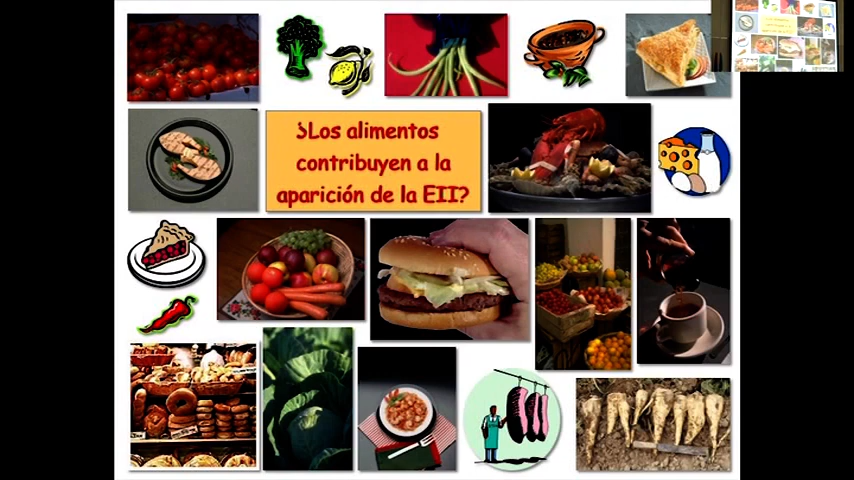 ¿Los alimentos
contribuyen a la
aparición de la EII?